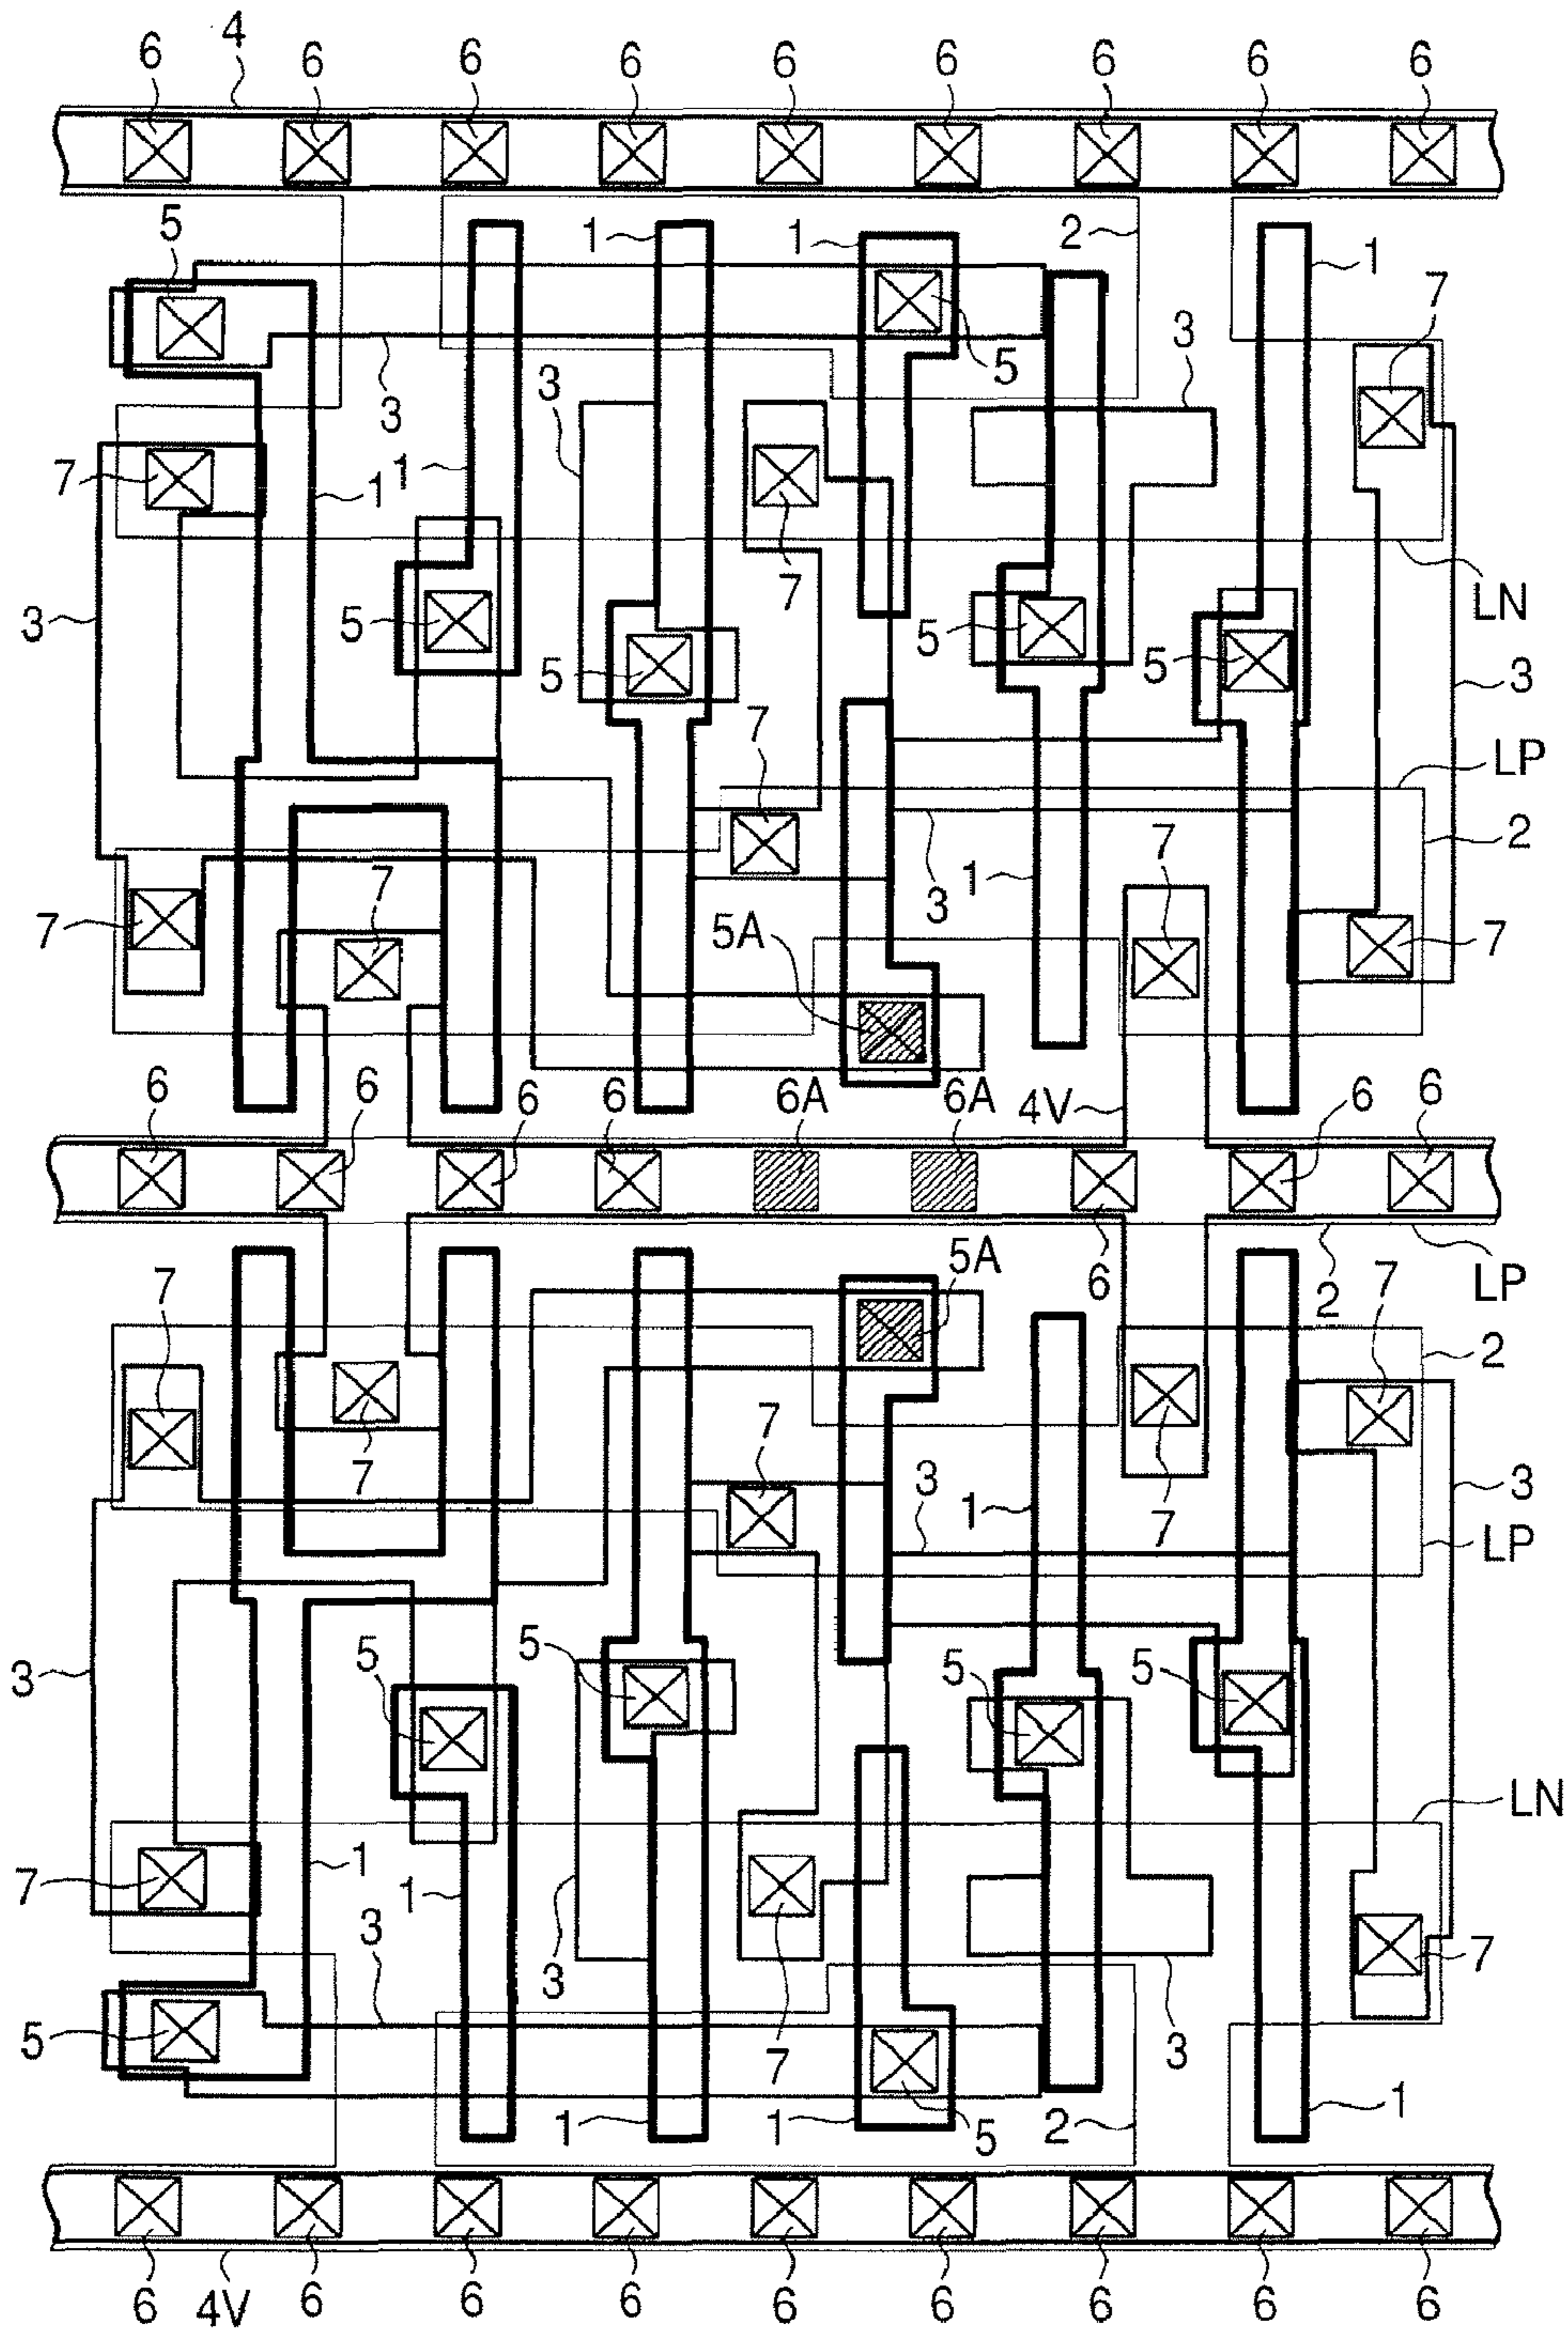 4
6 6 6 6 6 6 6 6 6
5 1 1 2 1 7
3 5 3
3 3
7 1 1 7
LN
3 5 5 5 5 3
7 LP
3 2
7 7 1 7
3
7 5A 7
6 6 6 6 6A 6A 4V 6 6
6
5A 6 2 LP
7 7 2
7 7 3 1 7 3
LP
3 5 5 5 5
LN
7 1 1
3 3 7
5 3 7 3
1 1 5 2 1
6 4V 6 6 6 6 6 6 6 6